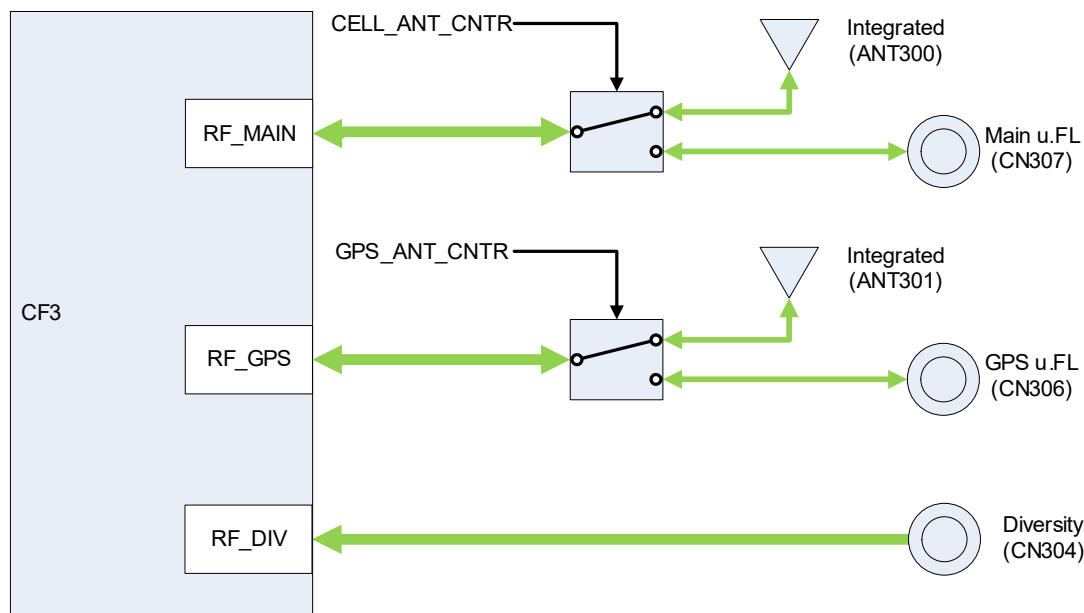 CELL_ANT_CNTR
Integrated
(ANT300)
RF_MAIN
Main u.FL
(CN307)
GPS_ANT_CNTR
Integrated
(ANT301)
CF3
RF_GPS
GPS u.FL
(CN306)
RF_DIV
Diversity
(CN304)